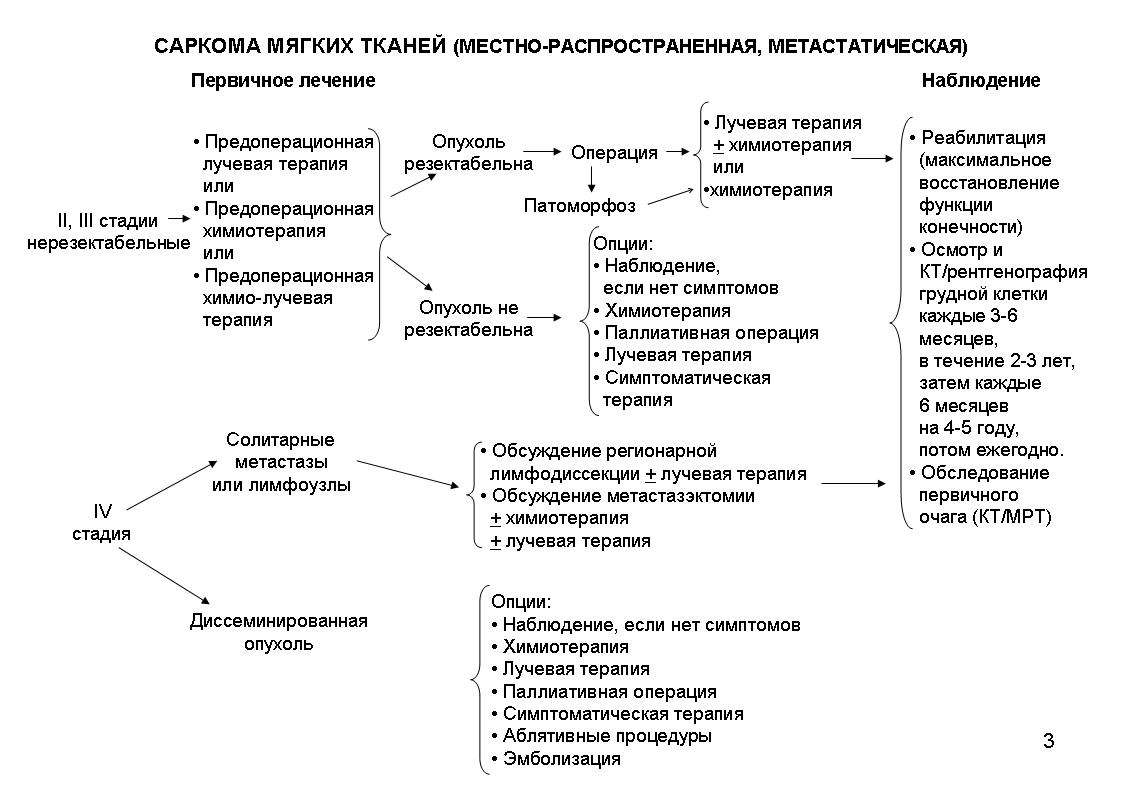 САРКОМА МЯГКИХ ТКАНЕЙ (МЕСТНО-РАСПРОСТРАНЕННАЯ, МЕТАСТАТИЧЕСКАЯ)
Первичное лечение
Наблюдение
II, III стадии
нерезектабельные
• Предоперационная
лучевая терапия
или
• Предоперационная
химиотерапия
или
• Предоперационная
химио-лучевая
терапия
Опухоль
резектабельна
Операция
Патоморфоз
• Лучевая терапия
± химиотерапия
или
•химиотерапия
Опухоль не
резектабельна
Опции:
• Наблюдение,
если нет симптомов
• Химиотерапия
• Паллиативная операция
• Лучевая терапия
• Симптоматическая
терапия
• Реабилитация
(максимальное
восстановление
функции
конечности)
• Осмотр и
КТ/рентгенография
грудной клетки
каждые 3-6
месяцев,
в течение 2-3 лет,
затем каждые
6 месяцев
на 4-5 году,
потом ежегодно.
• Обследование
первичного
очага (КТ/МРТ)
IV
стадия
Солитарные
метастазы
или лимфоузлы
• Обсуждение регионарной
лимфодиссекции ± лучевая терапия
• Обсуждение метастазэктомии
± химиотерапия
± лучевая терапия
Диссеминированная
опухоль
Опции:
• Наблюдение, если нет симптомов
• Химиотерапия
• Лучевая терапия
• Паллиативная операция
• Симптоматическая терапия
• Аблятивные процедуры
• Эмболизация
3